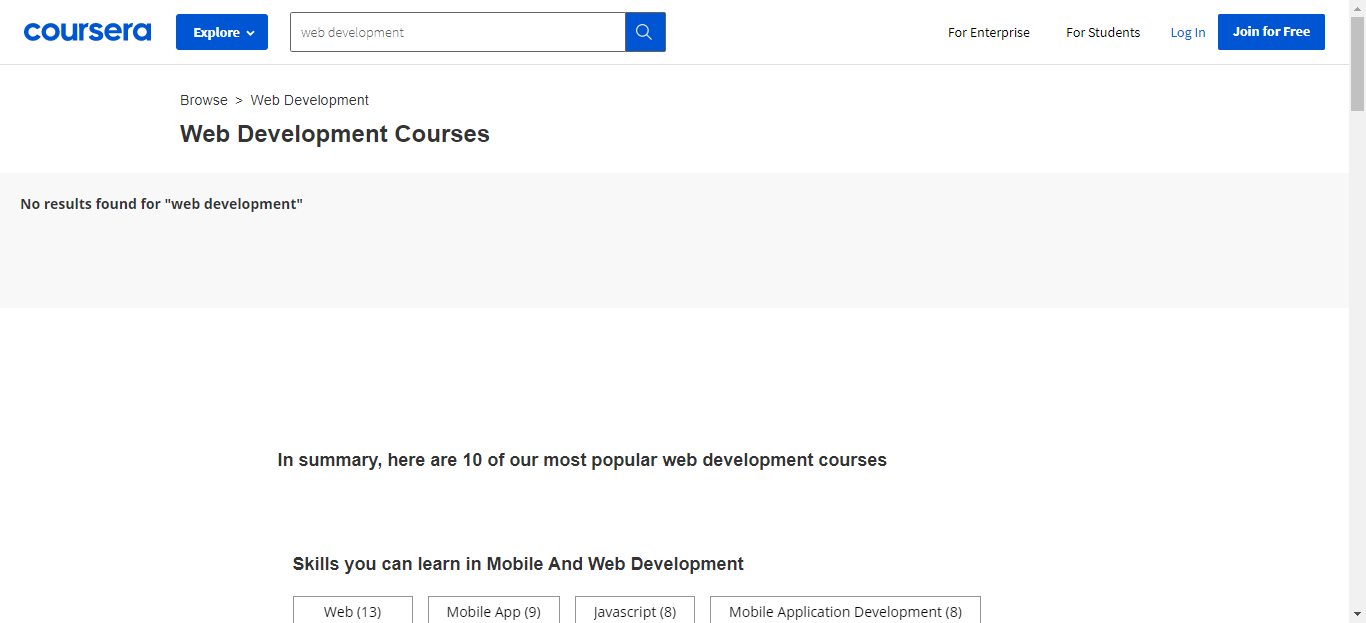 coursera Explore web development For Enterprise For Students Log In Join for Free
Browse > Web Development
Web Development Courses
No results found for "web development"
In summary, here are 10 of our most popular web development courses
Skills you can learn in Mobile And Web Development
Web (13) Mobile App (9) Javascript (8) Mobile Application Development (8)